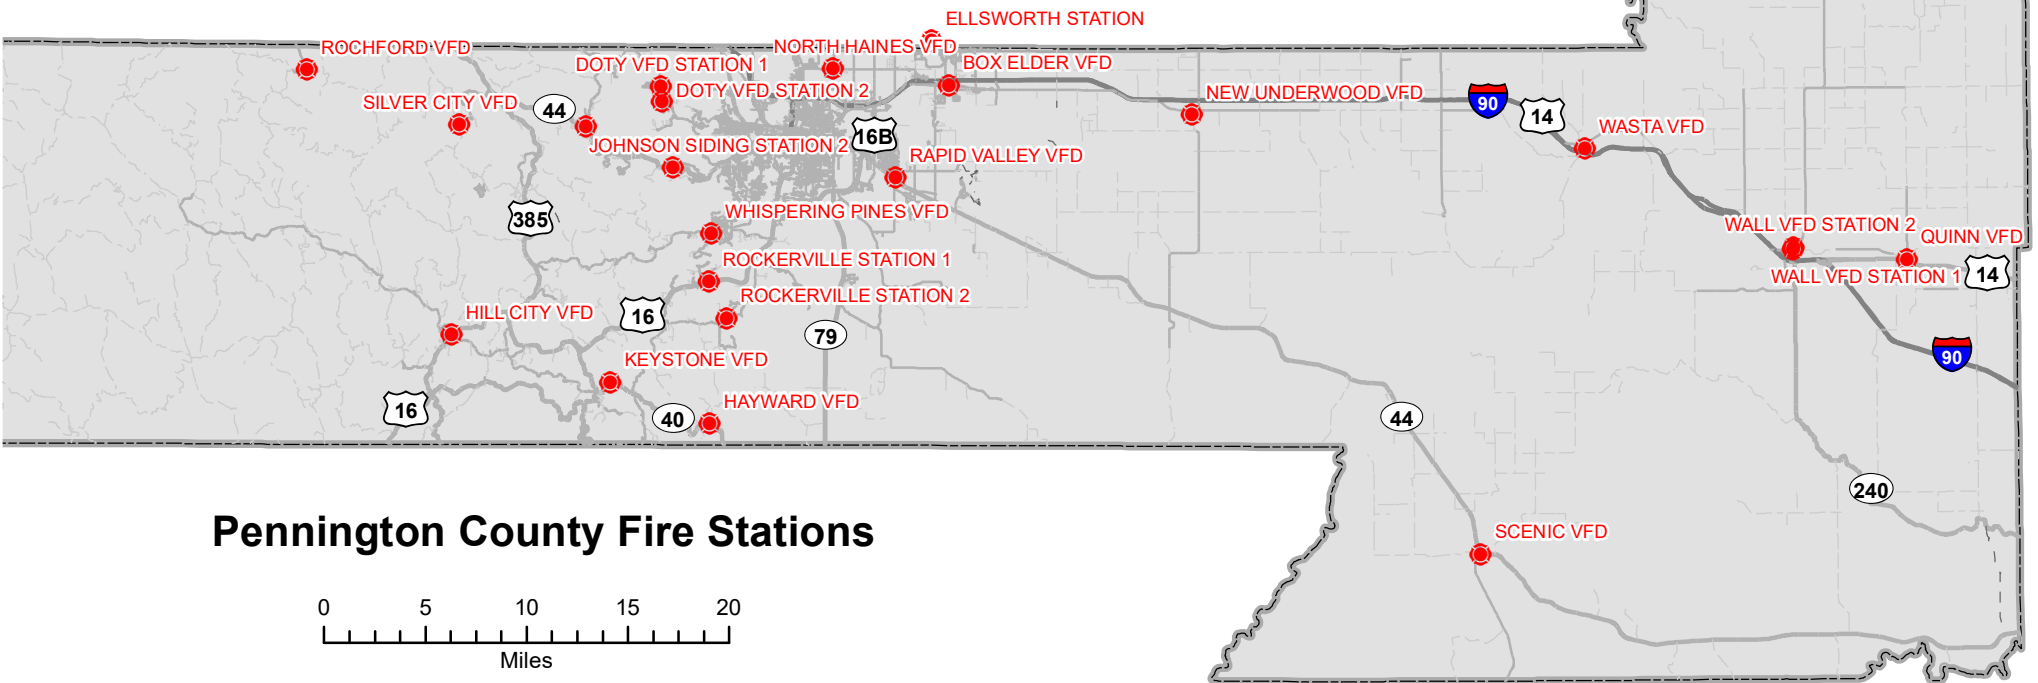 ELLSWORTH STATION
ROCHFORD VFD
NORTH HAINES VFD
DOTY VFD STATION 1
BOX ELDER VFD
DOTY VFD STATION 2
NEW UNDERWOOD VFD
SILVER CITY VFD
44
90
14
16B
WASTA VFD
JOHNSON SIDING STATION 2
RAPID VALLEY VFD
385
WHISPERING PINES VFD
WALL VFD STATION 2
QUINN VFD
ROCKERVILLE STATION 1
WALL VFD STATION 1
14
ROCKERVILLE STATION 2
HILL CITY VFD
16
79
90
KEYSTONE VFD
HAYWARD VFD
16
40
44
240
Pennington County Fire Stations
SCENIC VFD
0 5 10 15 20
Miles